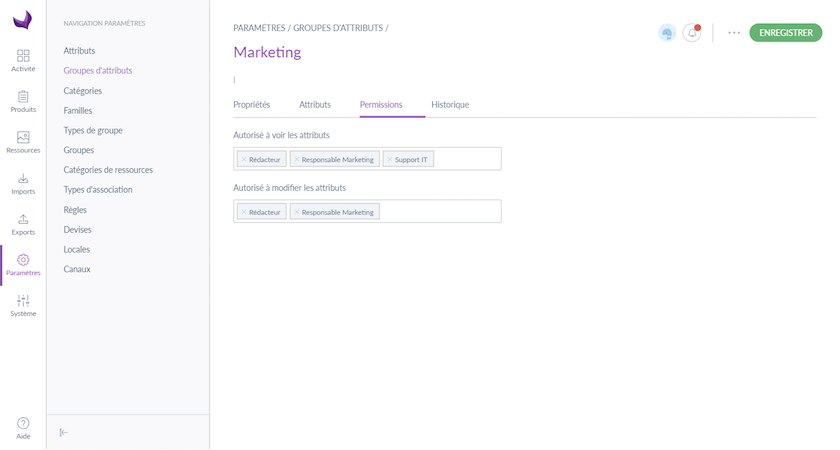 PARAMÈTRES / GROUPES D'ATTRIBUTS /
Marketing
ENREGISTRER
NAVIGATION PARAMÈTRES
Attributs
Groupes d'attributs
Catégories
Familles
Types de groupe
Groupes
Catégories de ressources
Types d'association
Règles
Devises
Locales
Canaux
Activité
Produits
Ressources
Imports
Exports
Paramètres
Système
Aide
Propriétés Attributs Permissions Historique
Autorisé à voir les attributs
× Rédacteur × Responsable Marketing × Support IT
Autorisé à modifier les attributs
× Rédacteur × Responsable Marketing